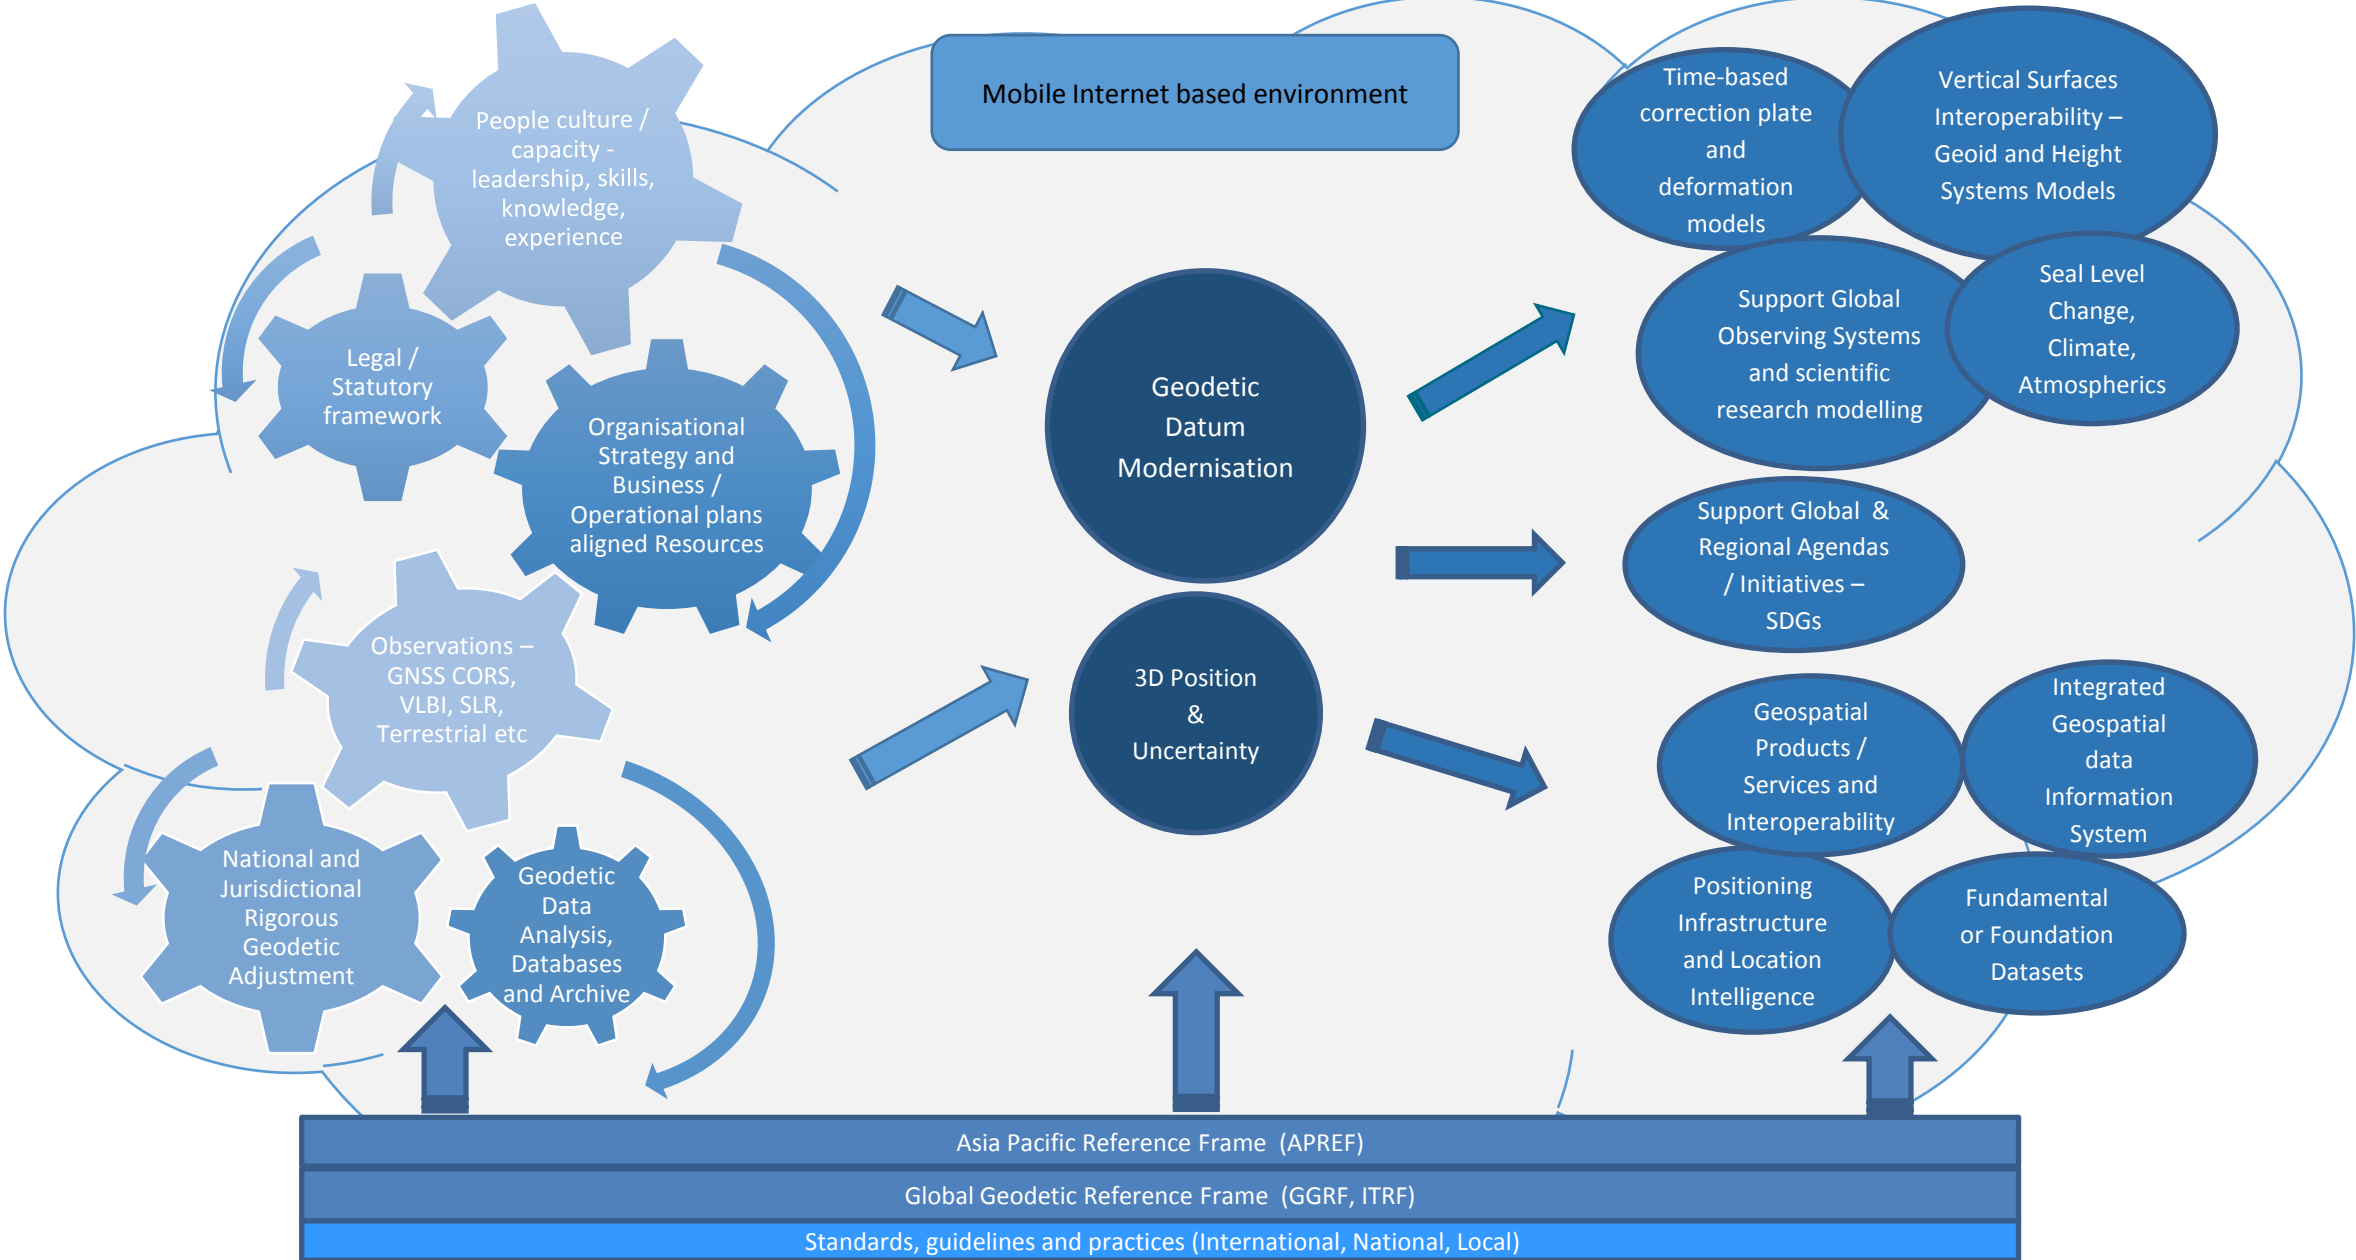 Mobile Internet based environment
People culture /
capacity -
leadership, skills,
knowledge,
experience
Legal /
Statutory
framework
Organisational
Strategy and
Business /
Operational plans
aligned Resources
Observations –
GNSS CORS,
VLBI, SLR,
Terrestrial etc
National and
Jurisdictional
Rigorous
Geodetic
Adjustment
Geodetic
Data
Analysis,
Databases
and Archive
Geodetic
Datum
Modernisation
3D Position
&
Uncertainty
Time-based
correction plate
and
deformation
models
Vertical Surfaces
Interoperability –
Geoid and Height
Systems Models
Support Global
Observing Systems
and scientific
research modelling
Seal Level
Change,
Climate,
Atmospherics
Support Global &
Regional Agendas
/ Initiatives –
SDGs
Geospatial
Products /
Services and
Interoperability
Integrated
Geospatial
data
Information
System
Positioning
Infrastructure
and Location
Intelligence
Fundamental
or Foundation
Datasets
Asia Pacific Reference Frame (APREF)
Global Geodetic Reference Frame (GGRF, ITRF)
Standards, guidelines and practices (International, National, Local)